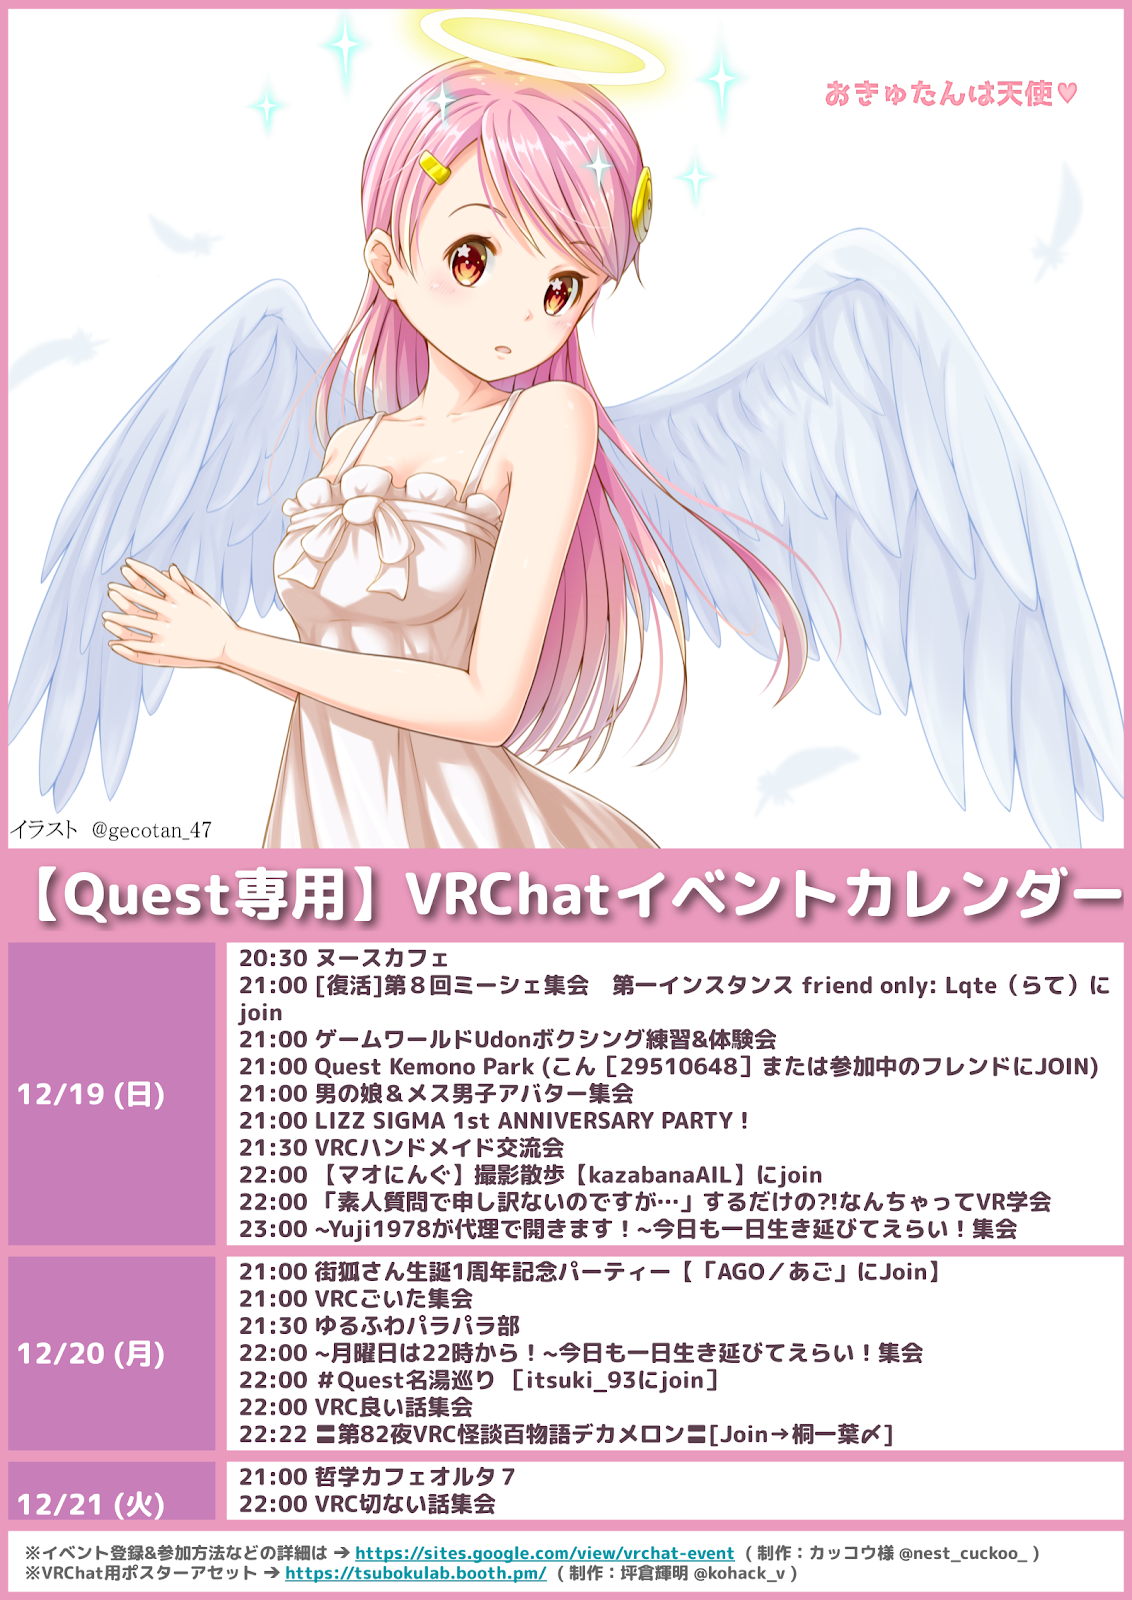 おきゅたんは天使♥
イラスト @gecotan_47
【Quest専用】VRChatイベントカレンダー
12/19 (日)
20:30 ヌースカフェ
21:00 [復活]第８回ミーシェ集会　第一インスタンス friend only: Lqte（らて）に
join
21:00 ゲームワールドUdonボクシング練習&体験会
21:00 Quest Kemono Park (こん［29510648］または参加中のフレンドにJOIN)
21:00 男の娘＆メス男子アバター集会
21:00 LIZZ SIGMA 1st ANNIVERSARY PARTY！
21:30 VRCハンドメイド交流会
22:00 【マオにんぐ】撮影散歩【kazabanaAIL】にjoin
22:00 「素人質問で申し訳ないのですが…」するだけの?!なんちゃってVR学会
23:00 ~Yuji1978が代理で開きます！~今日も一日生き延びてえらい！集会
12/20 (月)
21:00 街狐さん生誕1周年記念パーティー【「AGO／あご」にJoin】
21:00 VRCごいた集会
21:30 ゆるふわパラパラ部
22:00 ~月曜日は22時から！~今日も一日生き延びてえらい！集会
22:00 ＃Quest名湯巡り ［itsuki_93にjoin］
22:00 VRC良い話集会
22:22 〓第82夜VRC怪談百物語デカメロン〓[Join→桐一葉〆]
12/21 (火)
21:00 哲学カフェオルタ７
22:00 VRC切ない話集会
※イベント登録&参加方法などの詳細は ➔ https://sites.google.com/view/vrchat-event （制作：カッコウ様 @nest_cuckoo_ ）
※VRChat用ポスターアセット ➔ https://tsubokulab.booth.pm/ （制作：坪倉輝明 @kohack_v ）